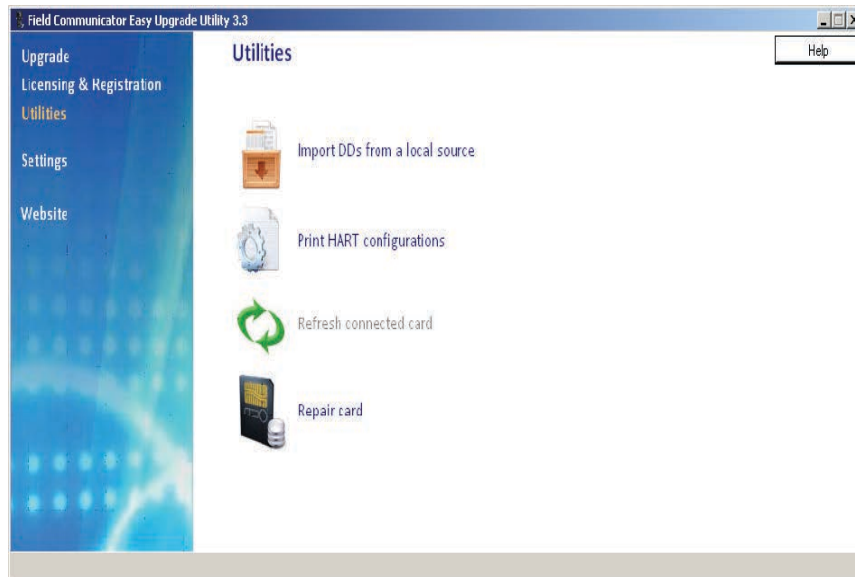 Field Communicator Easy Upgrade Utility 3.3
Upgrade
Licensing & Registration
Utilities
Settings
Website
Utilities
Help
Import DDs from a local source
Print HART configurations
Refresh connected card
Repair card